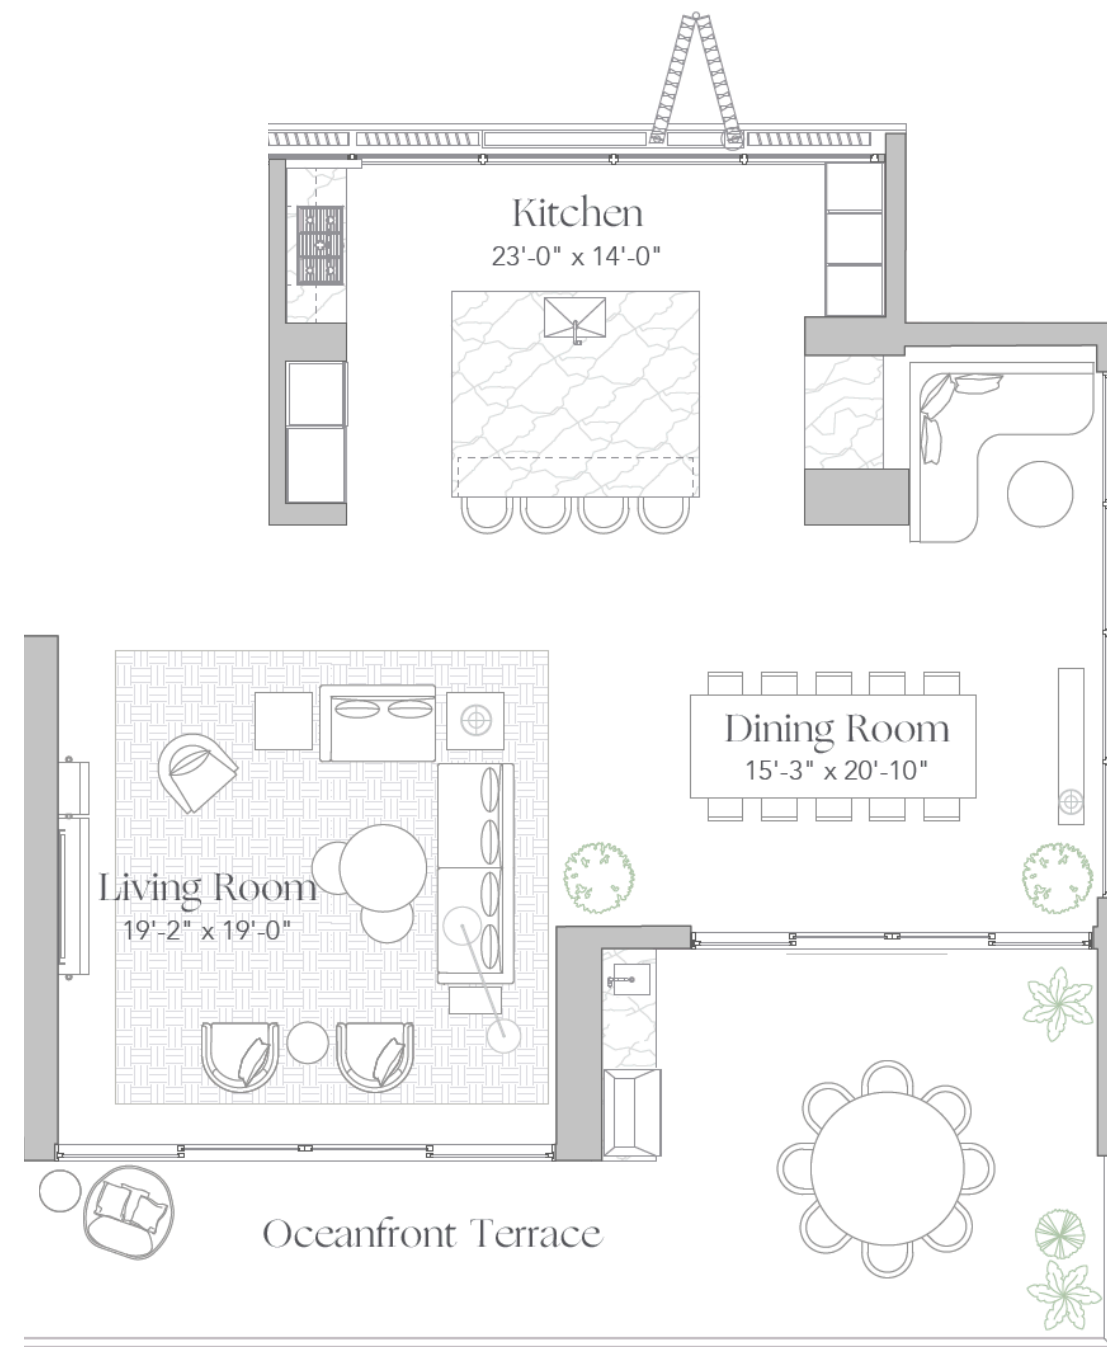 Kitchen
23'-0" x 14'-0"
Dining Room
15'-3" x 20'-10"
Living Room
19'-2" x 19'-0"
Oceanfront Terrace